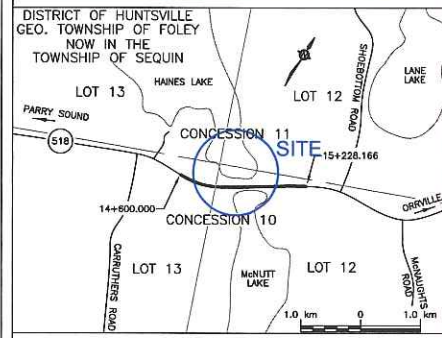 DISTRICT OF HUNTSVILLE
GEO. TOWNSHIP OF FOLEY
NOW IN THE
TOWNSHIP OF SEQUIN
LOT 13
HAINES LAKE
LOT 12
SHOEBOTTOM ROAD
LANE
LAKE
PARRY SOUND
518
CONCESSION 11
SITE
15+228.166
14+600.000
CONCESSION 10
ORRVILLE
CARRUTHERS ROAD
LOT 13
McNUTT
LAKE
LOT 12
McNAUGHTS
ROAD
1.0 km 0 1.0 km